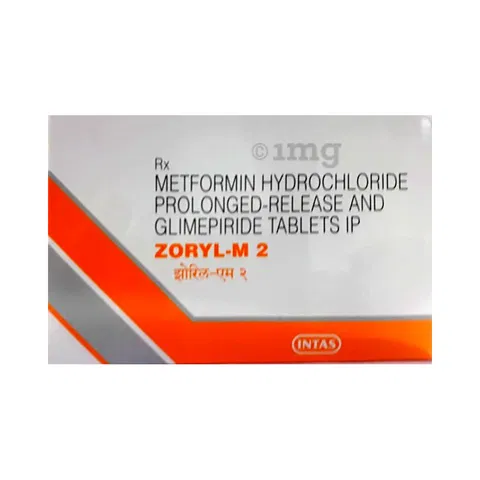 ©1mg
Rx
METFORMIN HYDROCHLORIDE
PROLONGED-RELEASE AND
GLIMEPIRIDE TABLETS IP
ZORYL-M 2
झोरिल-एम २
INTAS